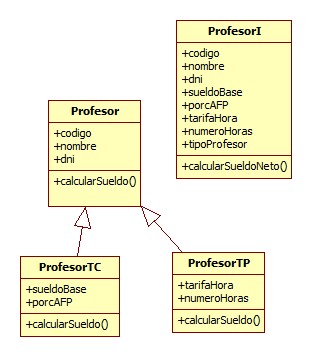 ProfesorI
+codigo
+nombre
+dni
+sueldoBase
+porcAFP
+tarifaHora
+numeroHoras
+tipoProfesor
+calcularSueldoNeto()
Profesor
+codigo
+nombre
+dni
+calcularSueldo()
ProfesorTC
+sueldoBase
+porcAFP
+calcularSueldo()
ProfesorTP
+tarifaHora
+numeroHoras
+calcularSueldo()